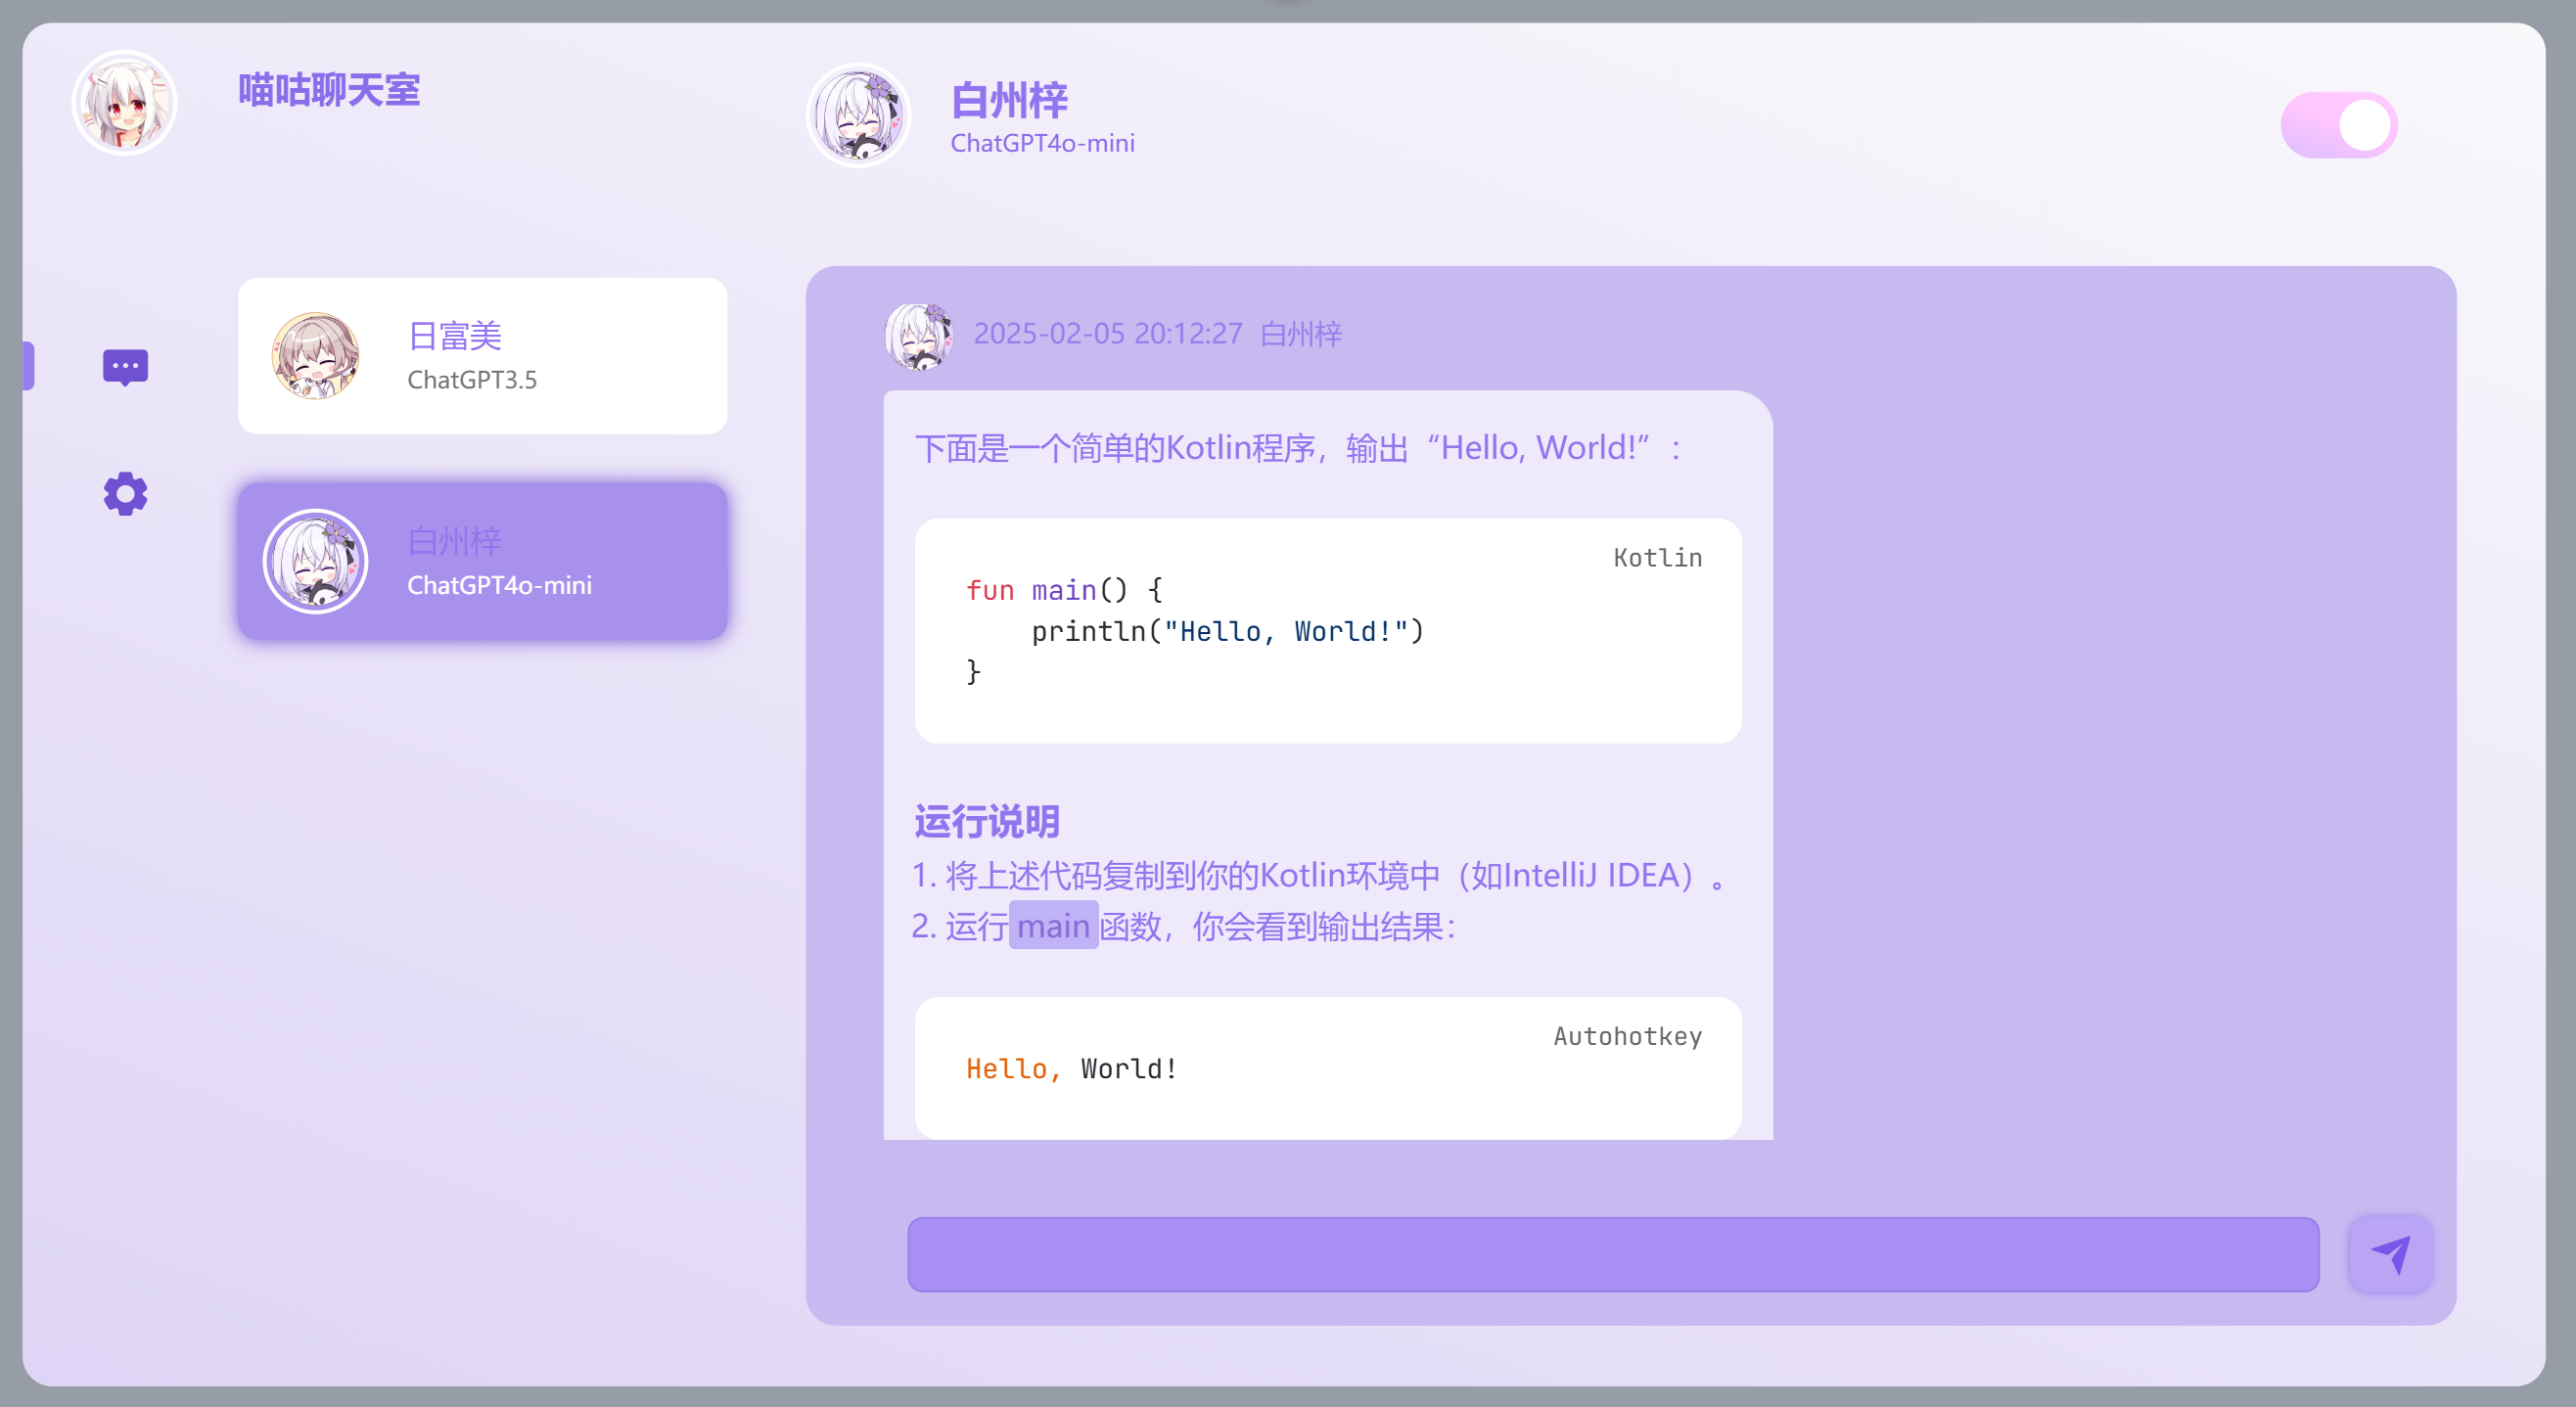 喵咕聊天室
日富美
ChatGPT3.5
白州梓
ChatGPT4o-mini
白州梓
ChatGPT4o-mini
2025-02-05 20:12:27 白州梓
下面是一个简单的Kotlin程序，输出“Hello, World!”：
Kotlin
fun main() {
    println("Hello, World!")
}
运行说明
1. 将上述代码复制到你的Kotlin环境中（如IntelliJ IDEA）。
2. 运行 main 函数，你会看到输出结果：
Autohotkey
Hello, World!